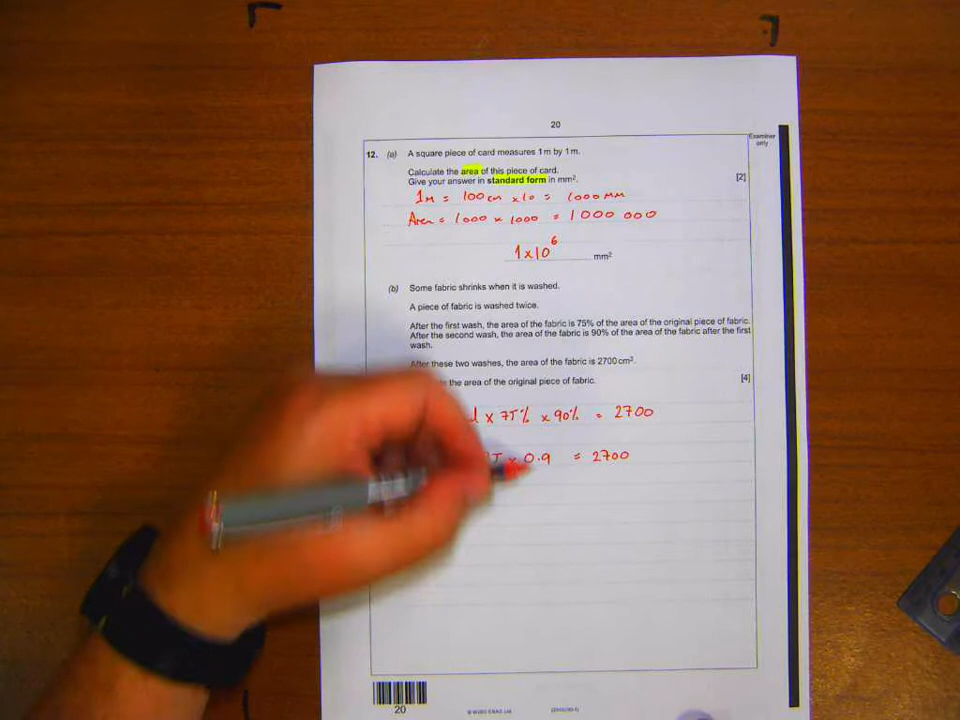 20
Examiner
only
12. (a) A square piece of card measures 1 m by 1 m.
Calculate the area of this piece of card.
Give your answer in standard form in mm².
[2]
1m = 100cm x10 = 1000mm
Area = 1000 x 1000 = 1000 000
1x10⁶ mm²
(b) Some fabric shrinks when it is washed.
A piece of fabric is washed twice.
After the first wash, the area of the fabric is 75% of the area of the original piece of fabric.
After the second wash, the area of the fabric is 90% of the area of the fabric after the first
wash.
After these two washes, the area of the fabric is 2700 cm².
the area of the original piece of fabric.
[4]
x 75% x 90% = 2700
x 0.9 = 2700
20